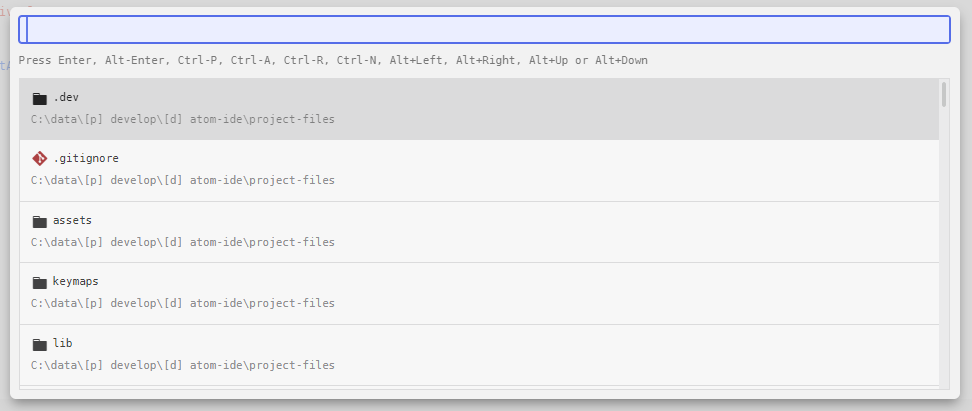 Press Enter, Alt-Enter, Ctrl-P, Ctrl-A, Ctrl-R, Ctrl-N, Alt+Left, Alt+Right, Alt+Up or Alt+Down
.dev
C:\data\[p] develop\[d] atom-ide\project-files
.gitignore
C:\data\[p] develop\[d] atom-ide\project-files
assets
C:\data\[p] develop\[d] atom-ide\project-files
keymaps
C:\data\[p] develop\[d] atom-ide\project-files
lib
C:\data\[p] develop\[d] atom-ide\project-files